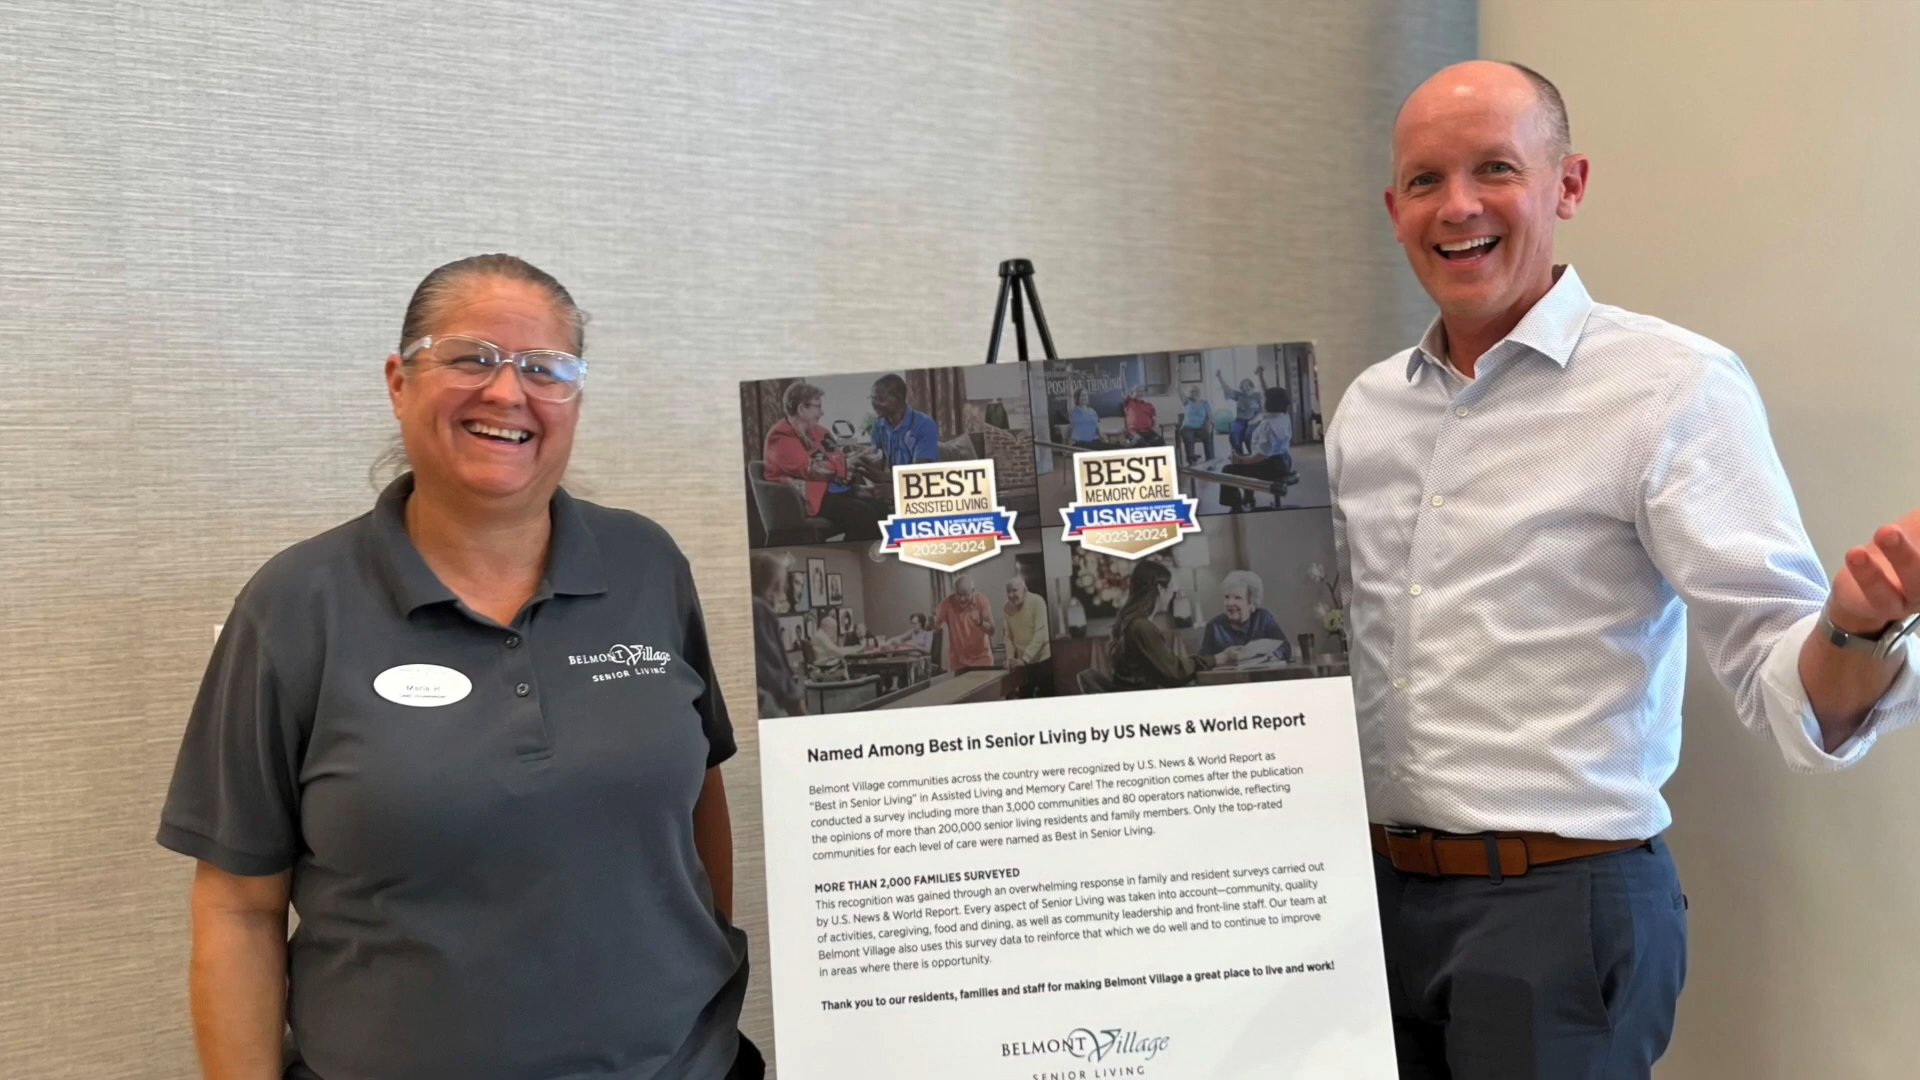 POSITIVE THINKING
BEST
ASSISTED LIVING
U.S.News
2023-2024
BEST
MEMORY CARE
U.S.News
2023-2024
BELMONT Village
SENIOR LIVING
Maria R
Named Among Best in Senior Living by US News & World Report
Belmont Village communities across the country were recognized by U.S. News & World Report as
"Best in Senior Living" in Assisted Living and Memory Care! The recognition comes after the publication
conducted a survey including more than 3,000 communities and 80 operators nationwide, reflecting
the opinions of more than 200,000 senior living residents and family members. Only the top-rated
communities for each level of care were named as Best in Senior Living.
MORE THAN 2,000 FAMILIES SURVEYED
This recognition was gained through an overwhelming response in family and resident surveys carried out
by U.S. News & World Report. Every aspect of Senior Living was taken into account—community, quality
of activities, caregiving, food and dining, as well as community leadership and front-line staff. Our team at
Belmont Village also uses this survey data to reinforce that which we do well and to continue to improve
in areas where there is opportunity.
Thank you to our residents, families and staff for making Belmont Village a great place to live and work!
BELMONT Village
SENIOR LIVING